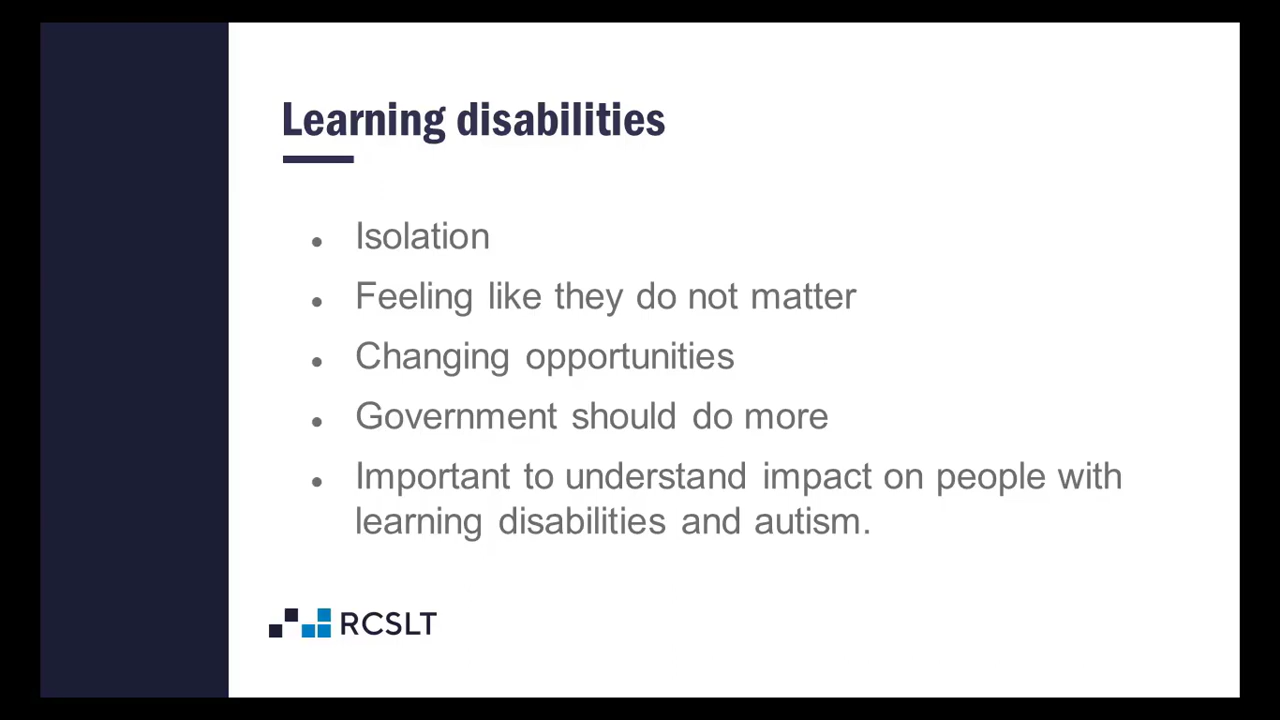 Learning disabilities
• Isolation
• Feeling like they do not matter
• Changing opportunities
• Government should do more
• Important to understand impact on people with
learning disabilities and autism.
RCSLT